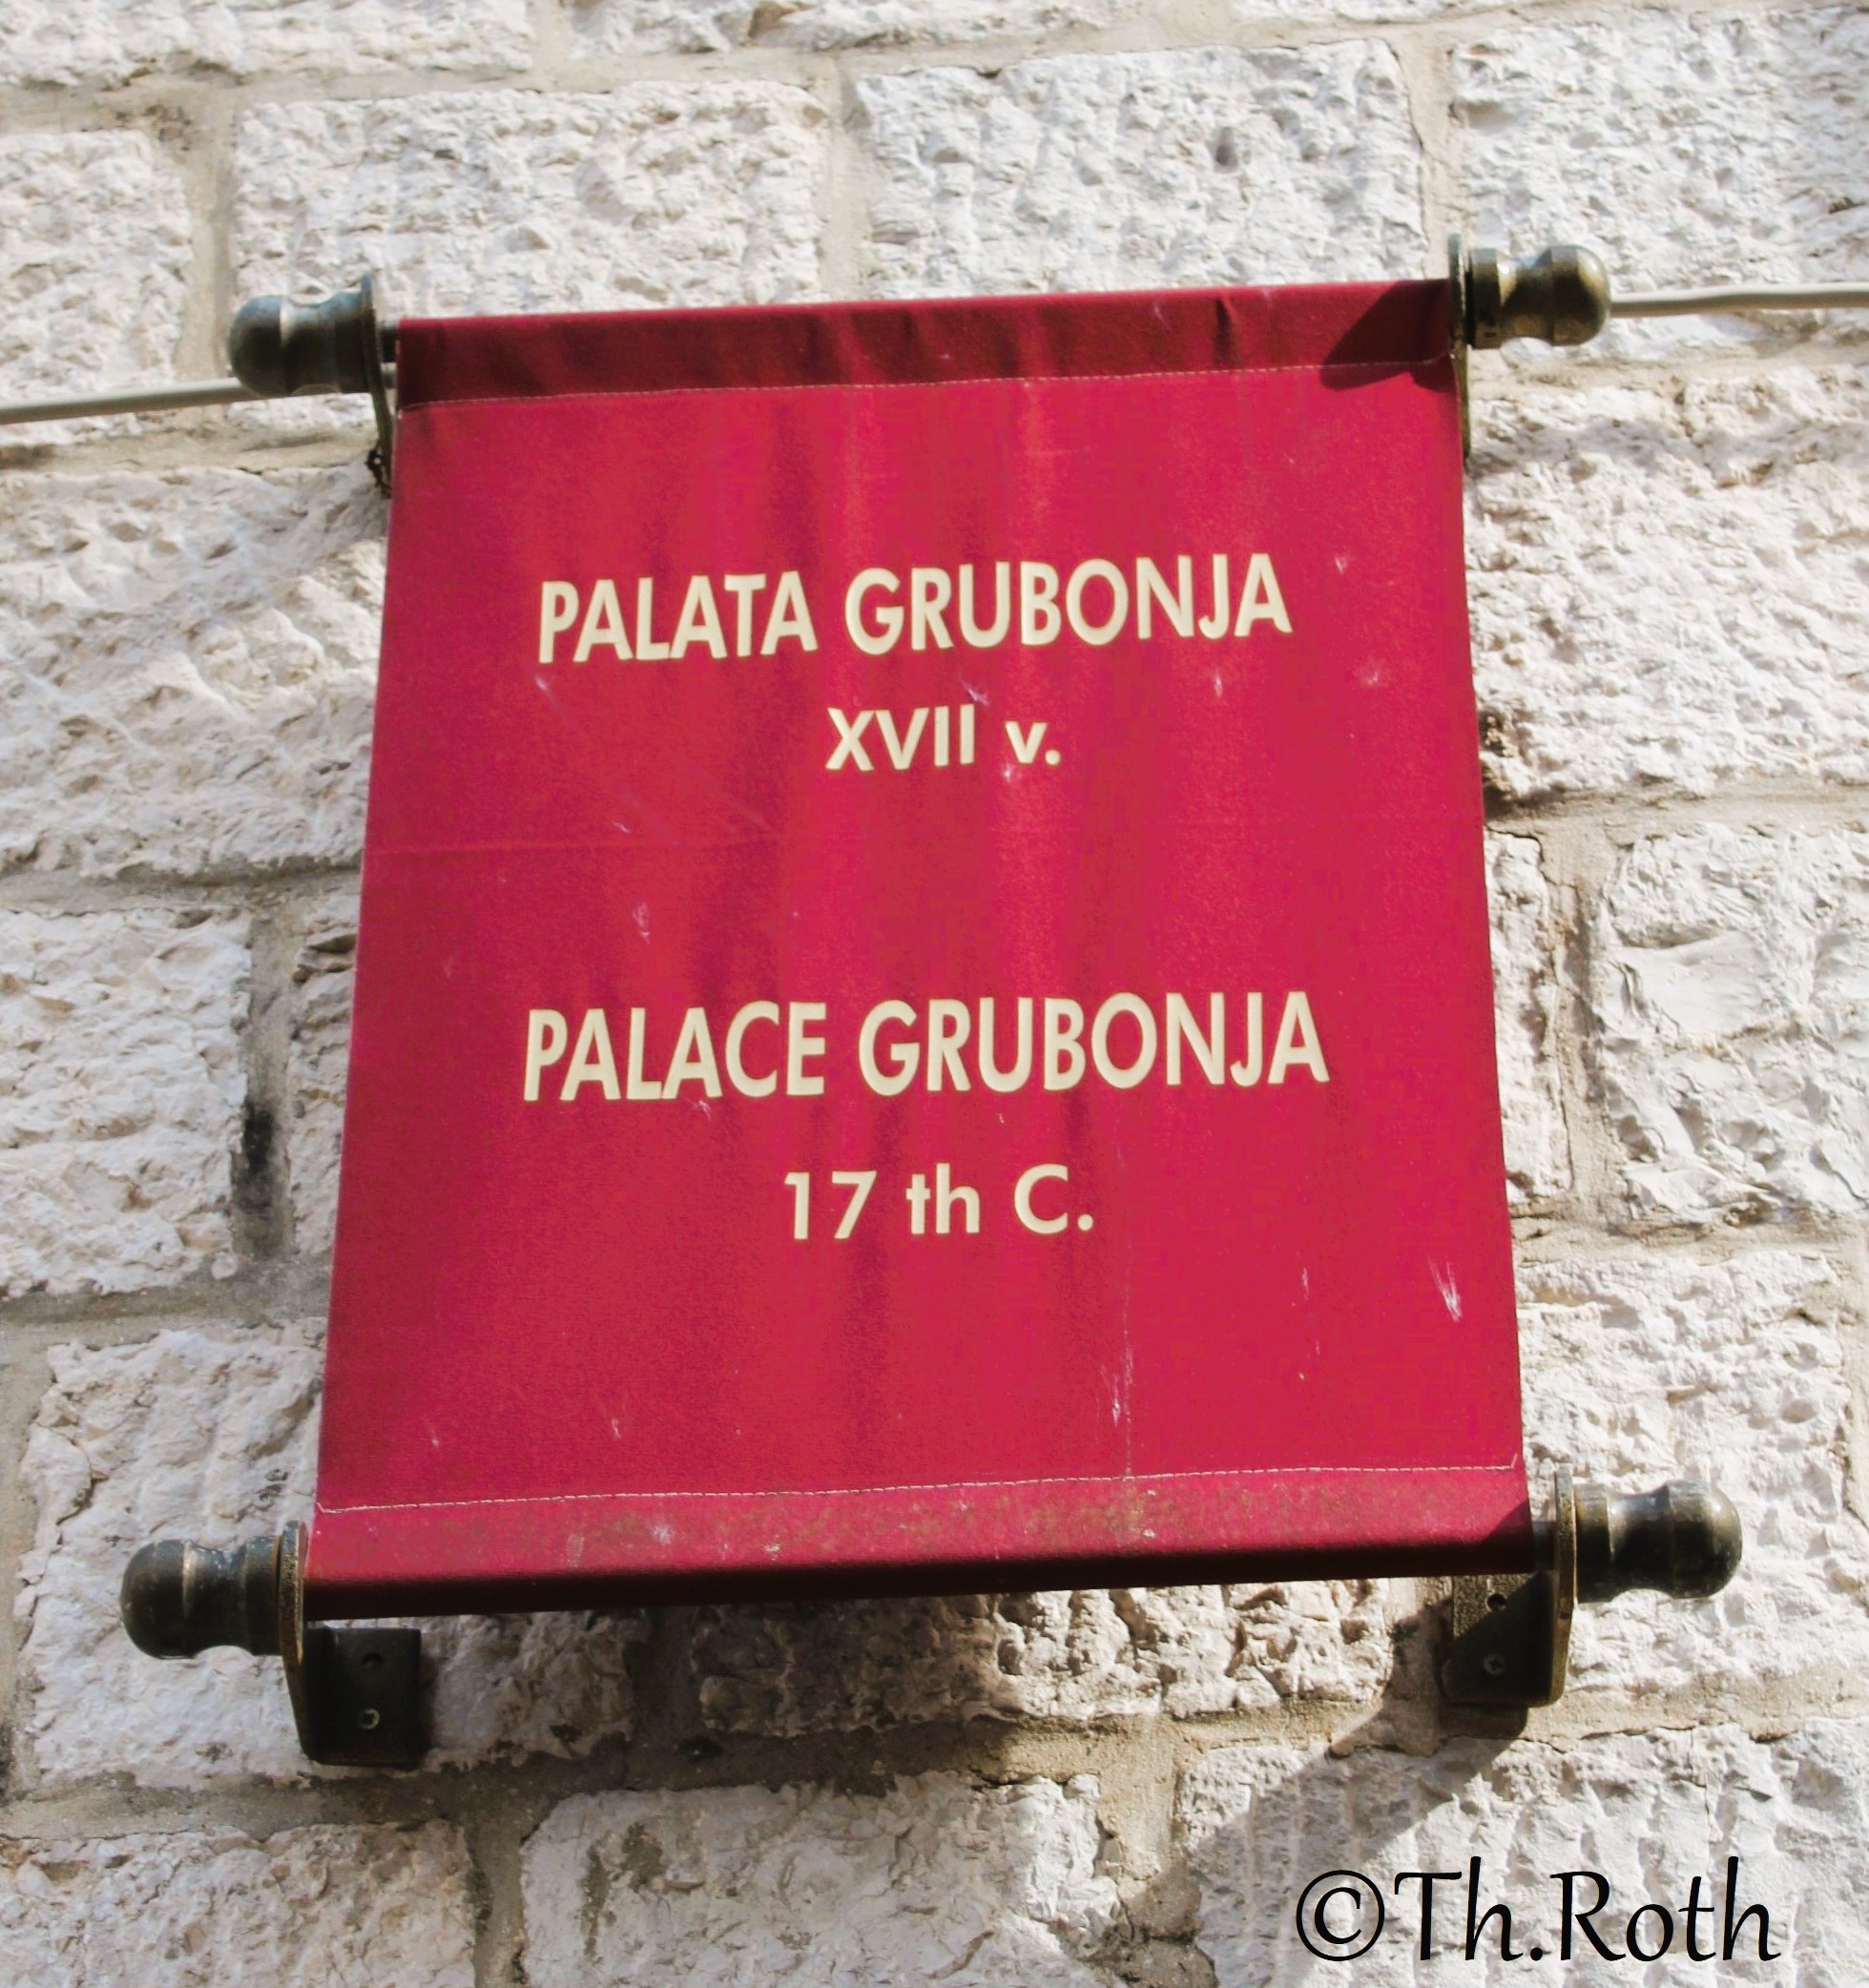 PALATA GRUBONJA
XVII v.
PALACE GRUBONJA
17 th C.
©Th.Roth